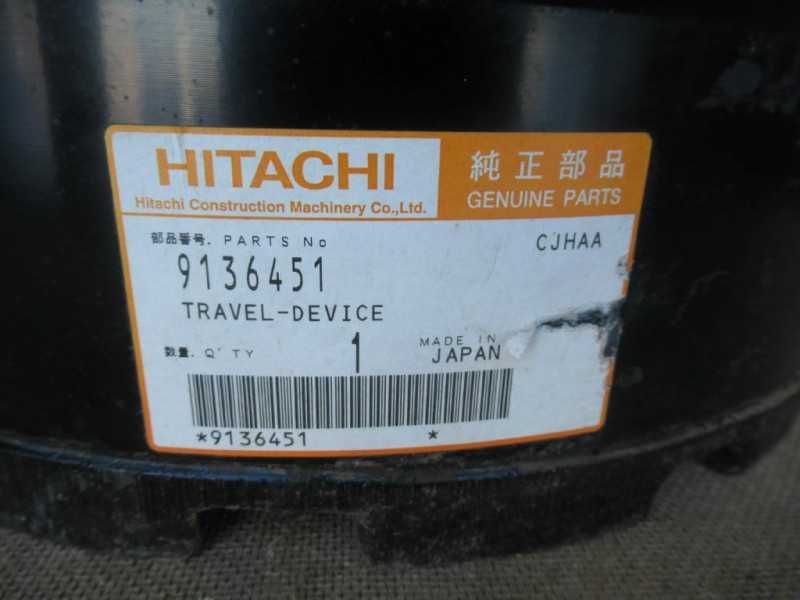 HITACHI
Hitachi Construction Machinery Co.,Ltd.
純正部品
GENUINE PARTS
部品番号. PARTS No
CJHAA
9136451
TRAVEL-DEVICE
数量. Q'TY
1
MADE IN
JAPAN
*9136451 *